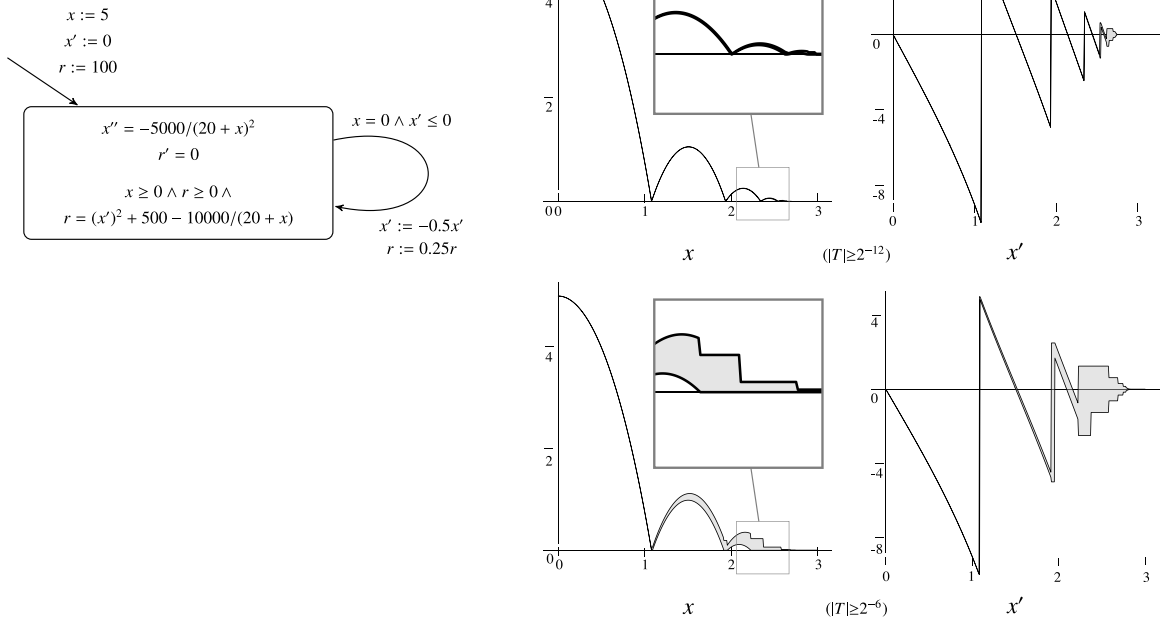 x := 5
x′ := 0
r := 100
x″ = −5000/(20 + x)²
r′ = 0
x ≥ 0 ∧ r ≥ 0 ∧
r = (x′)² + 500 − 10000/(20 + x)
x = 0 ∧ x′ ≤ 0
x′ := −0.5x′
r := 0.25r
4
2
0 0 1 2 3
x
(|T|≥2⁻¹²)
0
-4
-8
0 1 2 3
x′
4
2
0 0 1 2 3
x
(|T|≥2⁻⁶)
4
0
-4
-8
0 1 2 3
x′